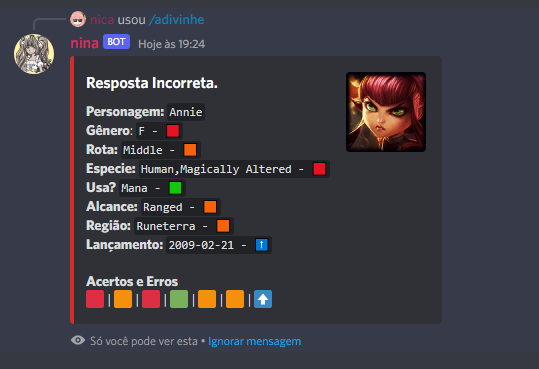 nica usou /adivinhe
nina BOT Hoje às 19:24
Resposta Incorreta.
Personagem: Annie
Gênero: F -
Rota: Middle -
Especie: Human,Magically Altered -
Usa? Mana -
Alcance: Ranged -
Região: Runeterra -
Lançamento: 2009-02-21 - ↑
Acertos e Erros
| | | | | | ⬆
Só você pode ver esta • Ignorar mensagem